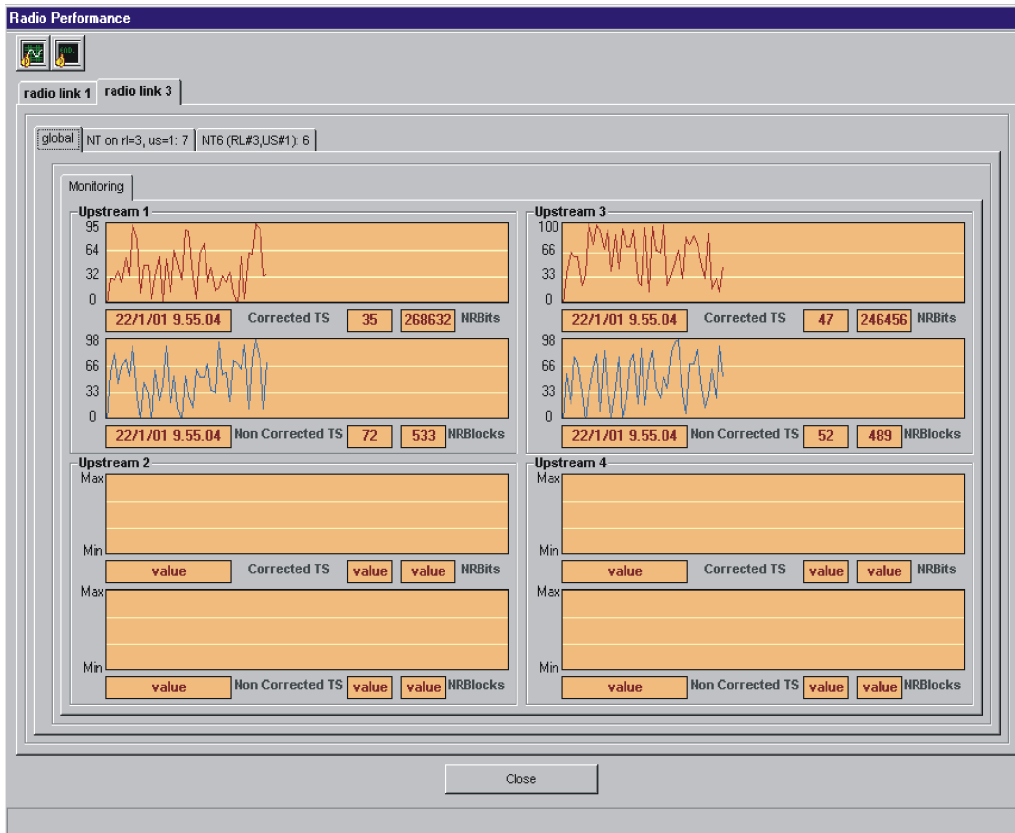 Radio Performance
radio link 1
radio link 3
global
NT on rl=3, us=1: 7
NT6 (RL#3,US#1): 6
Monitoring
Upstream 1
95
64
32
0
22/1/01 9.55.04 Corrected TS 35 268632 NRBits
98
66
33
0
22/1/01 9.55.04 Non Corrected TS 72 533 NRBlocks
Upstream 3
100
66
33
0
22/1/01 9.55.04 Corrected TS 47 246456 NRBits
98
66
33
0
22/1/01 9.55.04 Non Corrected TS 52 489 NRBlocks
Upstream 2
Max
Min
value Corrected TS value value NRBits
Max
Min
value Non Corrected TS value value NRBlocks
Upstream 4
Max
Min
value Corrected TS value value NRBits
Max
Min
value Non Corrected TS value value NRBlocks
Close